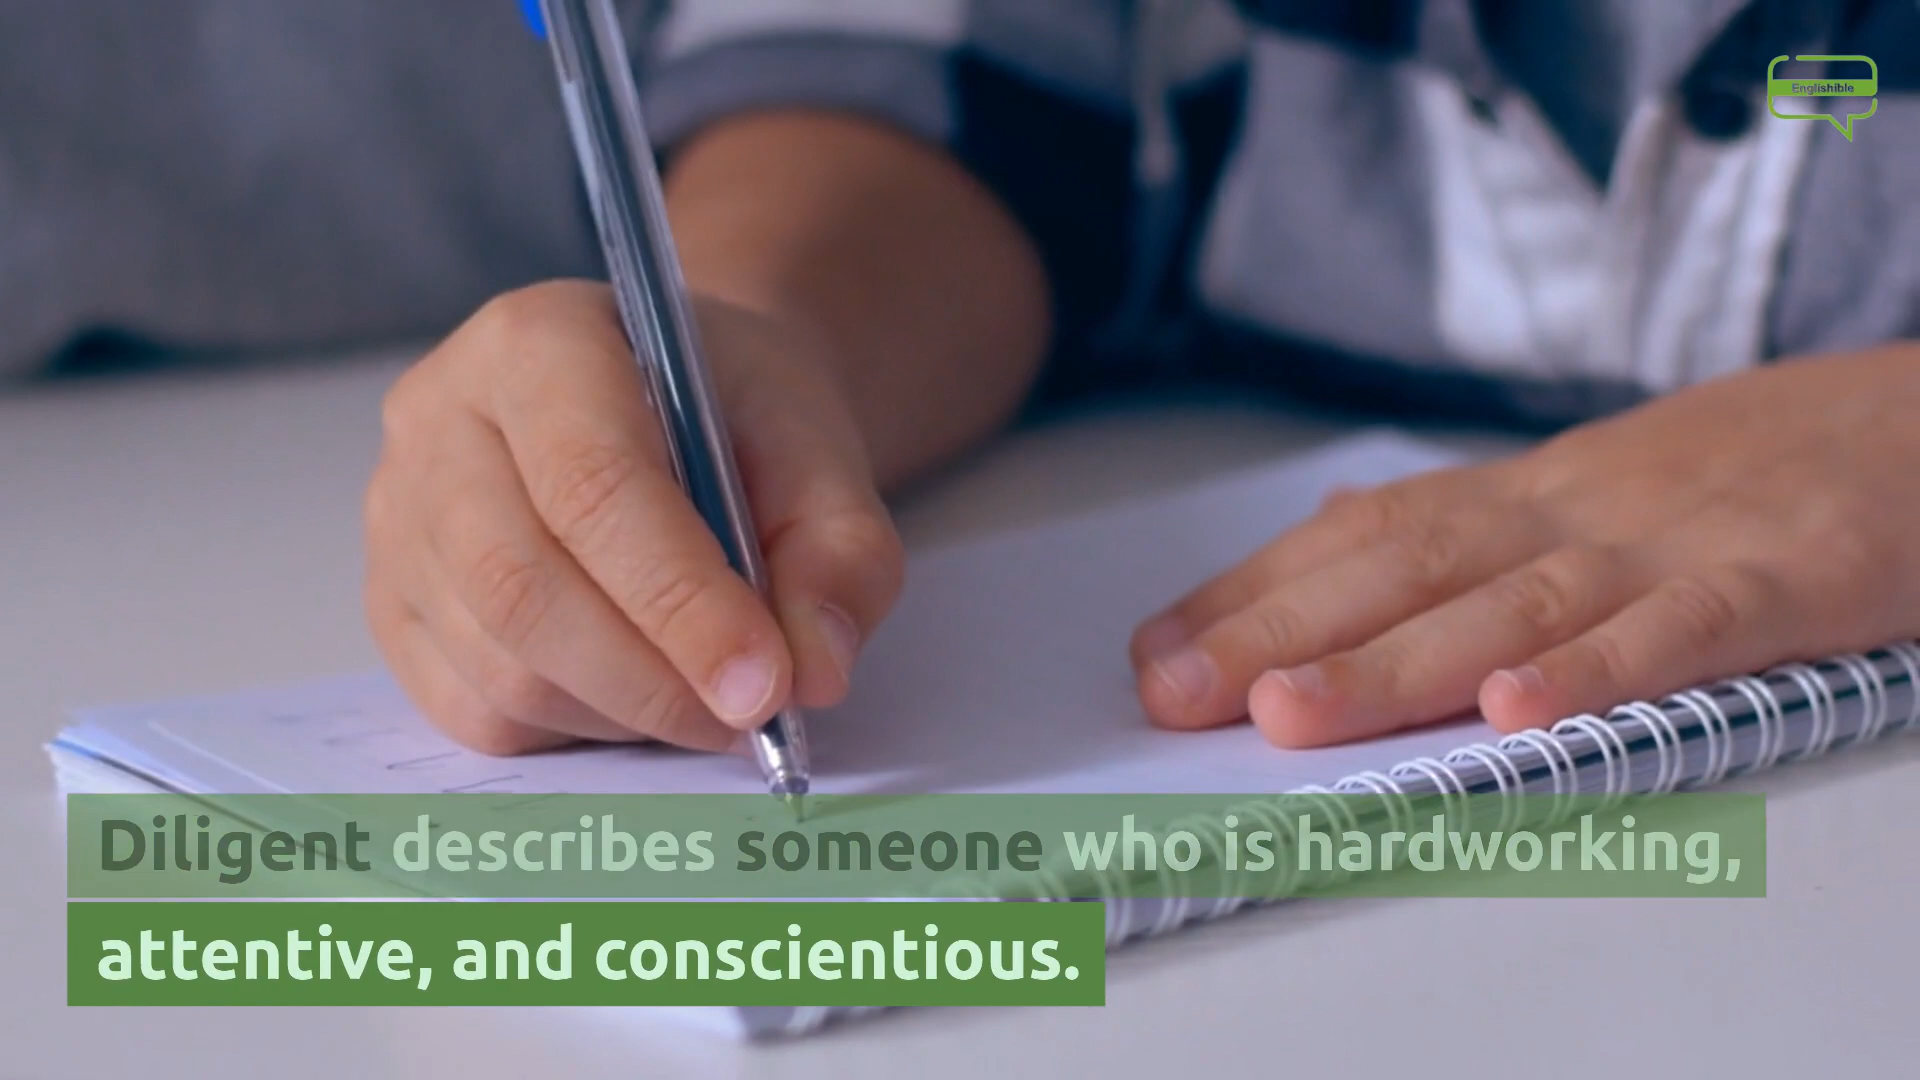 Englishible
Diligent describes someone who is hardworking,
attentive, and conscientious.